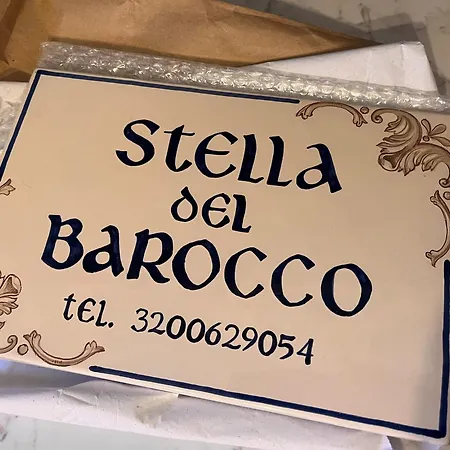 Stella
del
Barocco
tel. 3200629054